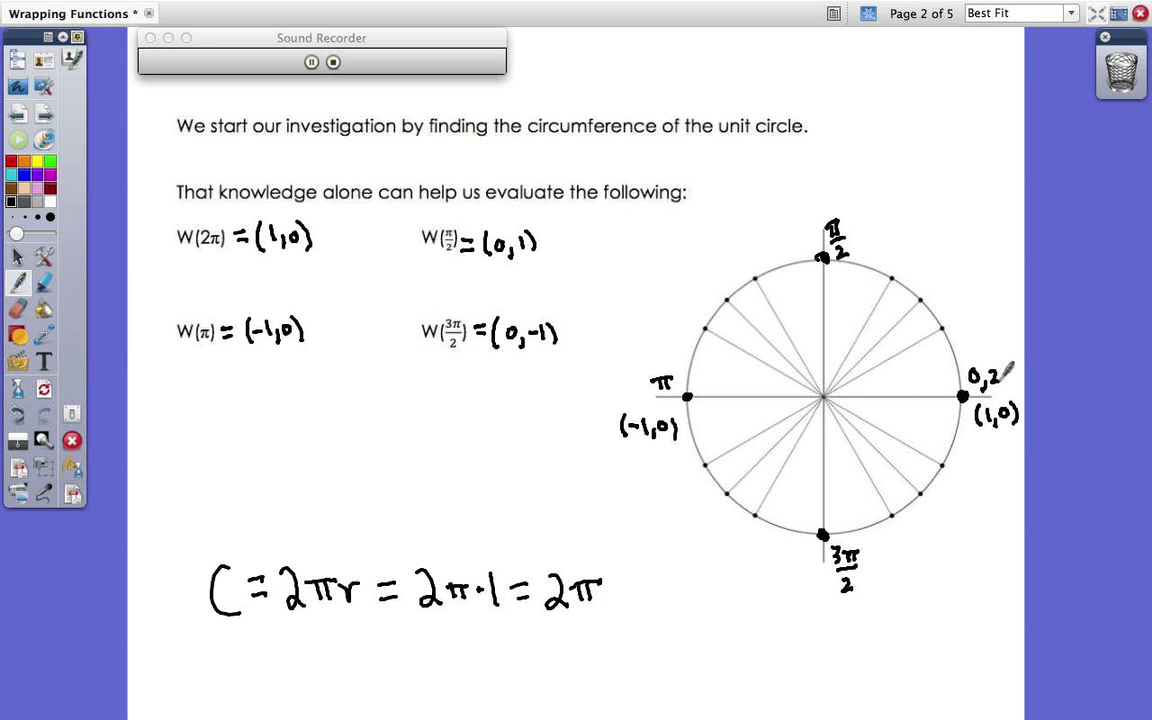 Wrapping Functions *
Page 2 of 5
Best Fit
Sound Recorder
We start our investigation by finding the circumference of the unit circle.
That knowledge alone can help us evaluate the following:
W(2π) = (1,0)
W(π/2) = (0,1)
W(π) = (-1,0)
W(3π/2) = (0,-1)
π/2
π
(-1,0)
0,2
(1,0)
3π/2
C = 2πr = 2π·1 = 2π
T